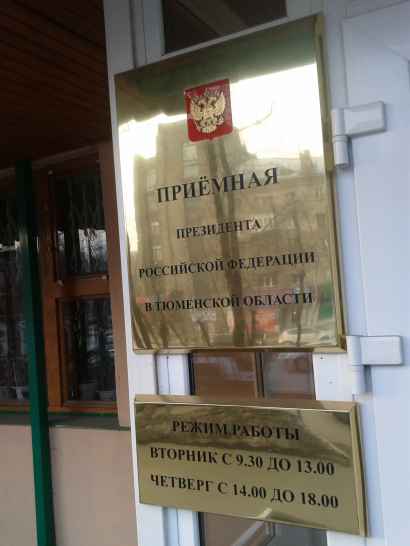 ПРИЁМНАЯ
ПРЕЗИДЕНТА
РОССИЙСКОЙ ФЕДЕРАЦИИ
В ТЮМЕНСКОЙ ОБЛАСТИ
РЕЖИМ РАБОТЫ
ВТОРНИК С 9.30 ДО 13.00
ЧЕТВЕРГ С 14.00 ДО 18.00